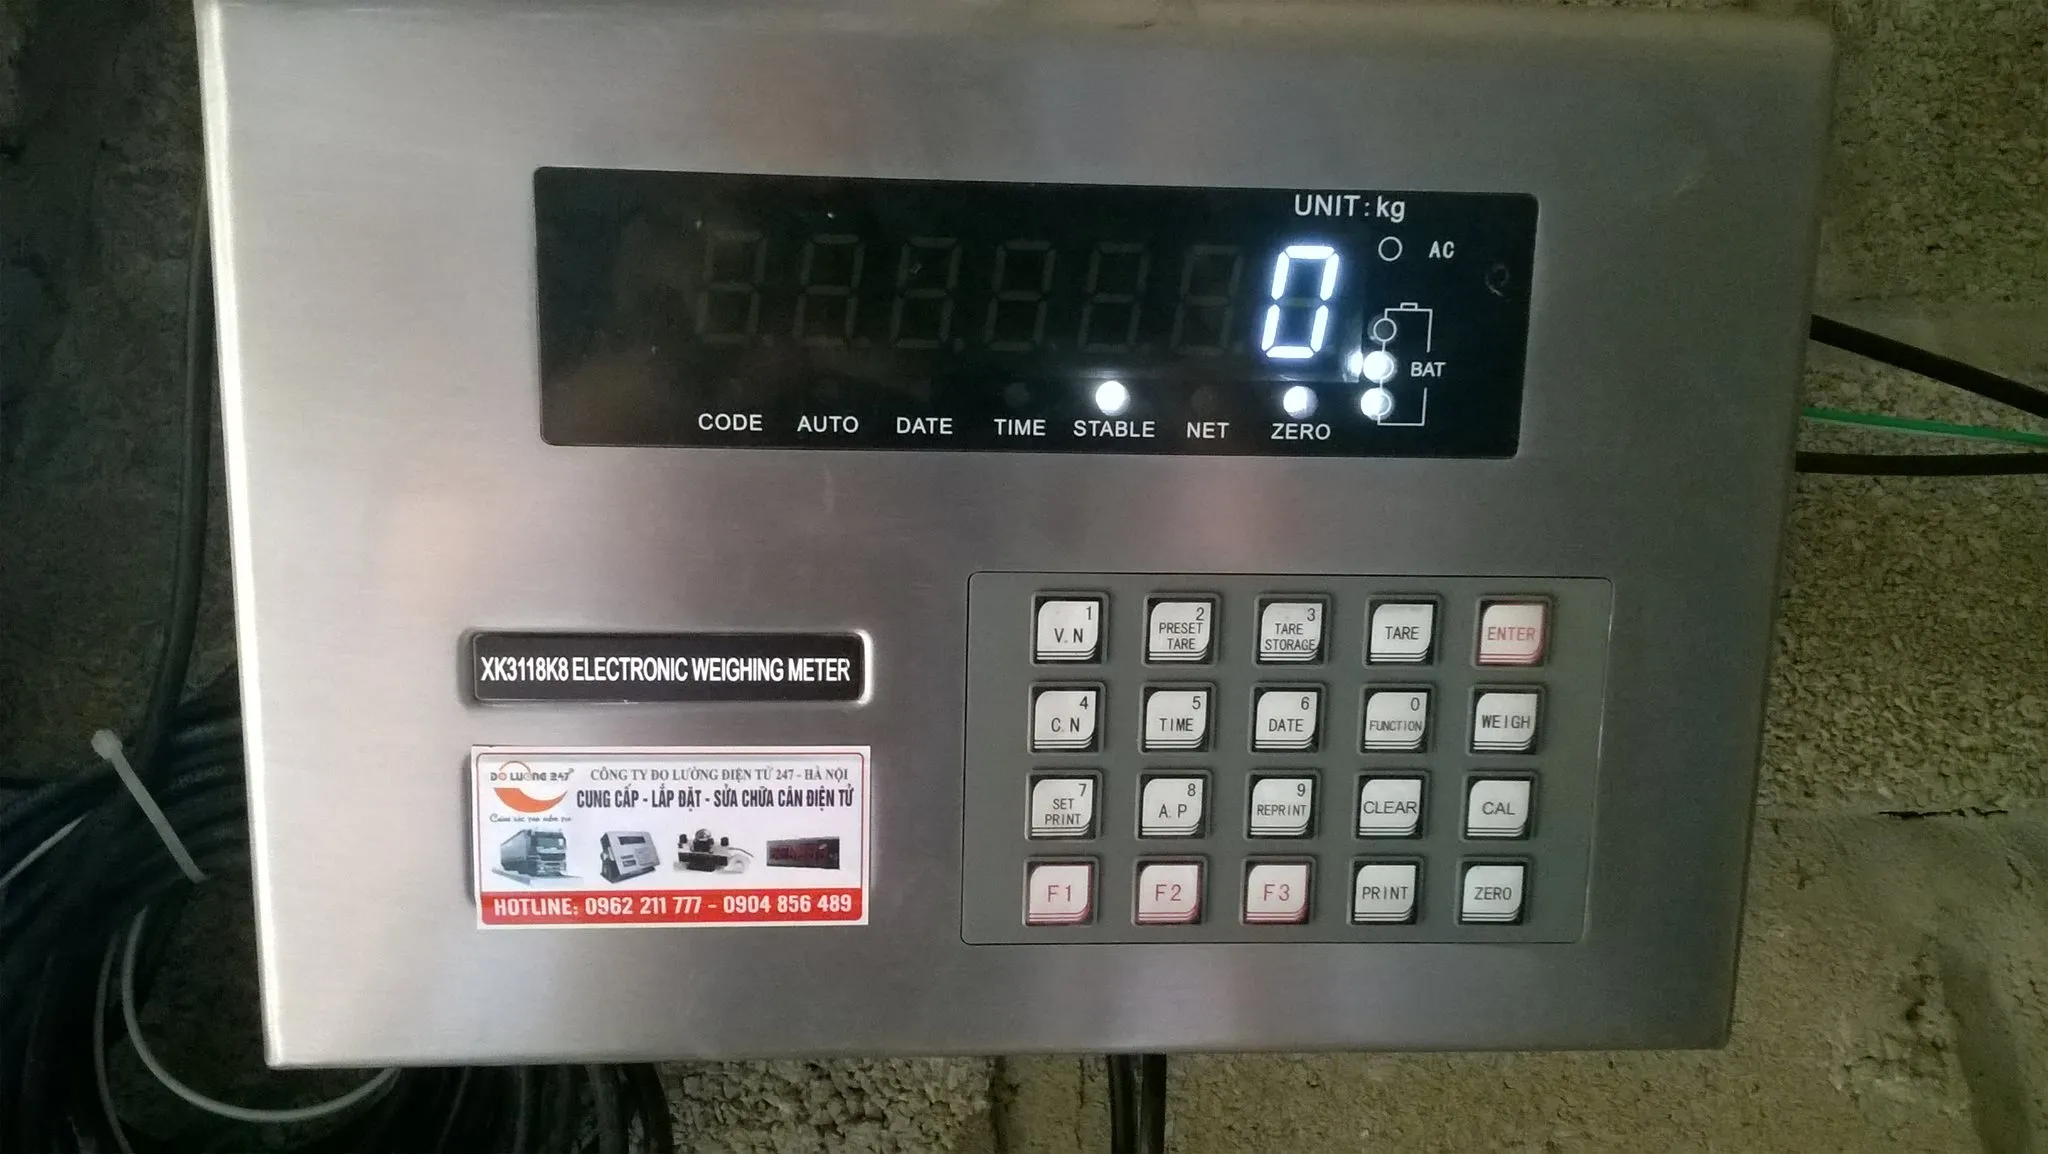 UNIT: kg
0
AC
BAT
CODE AUTO DATE TIME STABLE NET ZERO
XK3118K8 ELECTRONIC WEIGHING METER
1 V.N
2 PRESET TARE
3 TARE STORAGE
TARE
ENTER
4 C.N
5 TIME
6 DATE
0 FUNCTION
WEIGH
7 SET PRINT
8 A.P
9 REPRINT
CLEAR
CAL
F1
F2
F3
PRINT
ZERO
ĐO LƯỜNG 247
CÔNG TY ĐO LƯỜNG ĐIỆN TỬ 247 - HÀ NỘI
CUNG CẤP - LẮP ĐẶT - SỬA CHỮA CÂN ĐIỆN TỬ
HOTLINE: 0962 211 777 - 0904 856 489